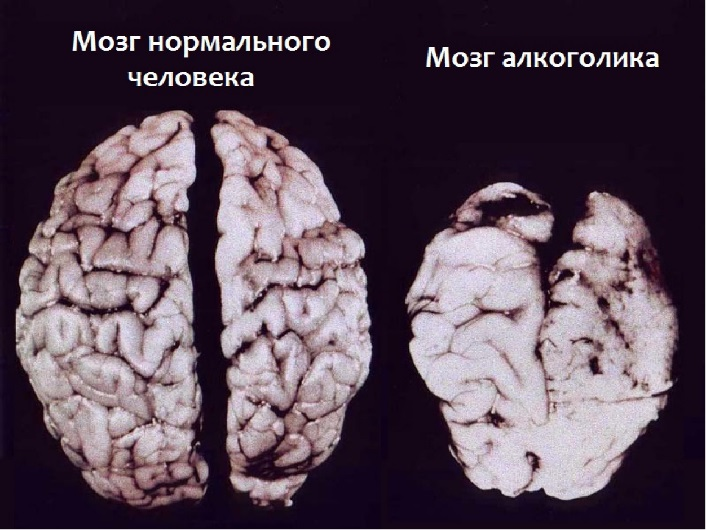 Мозг нормального
человека
Мозг алкоголика